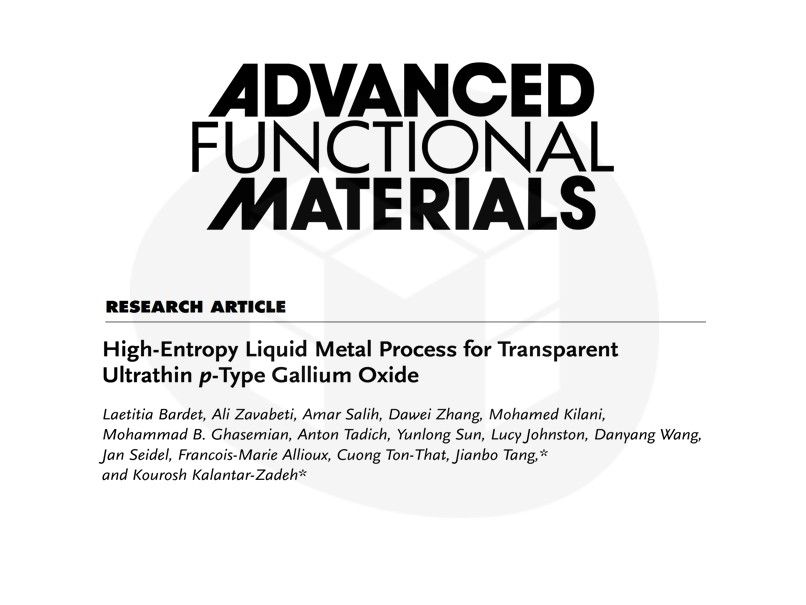 ADVANCED
FUNCTIONAL
MATERIALS
RESEARCH ARTICLE
High-Entropy Liquid Metal Process for Transparent
Ultrathin p-Type Gallium Oxide
Laetitia Bardet, Ali Zavabeti, Amar Salih, Dawei Zhang, Mohamed Kilani,
Mohammad B. Ghasemian, Anton Tadich, Yunlong Sun, Lucy Johnston, Danyang Wang,
Jan Seidel, Francois-Marie Allioux, Cuong Ton-That, Jianbo Tang,*
and Kourosh Kalantar-Zadeh*